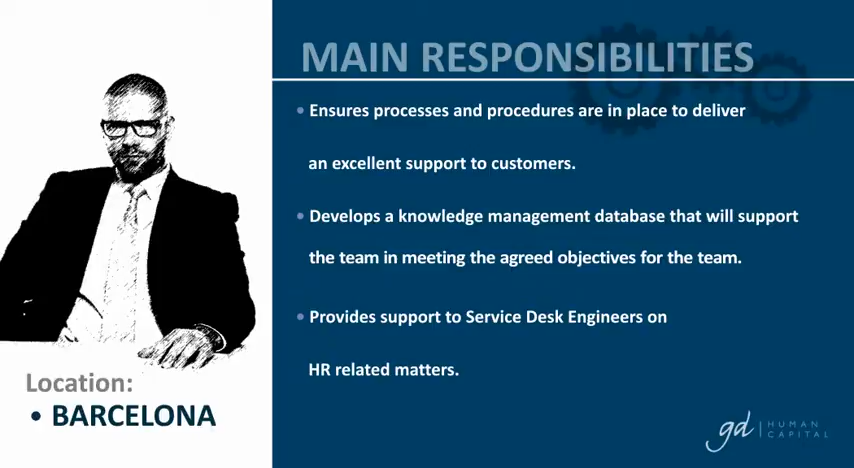 MAIN RESPONSIBILITIES
• Ensures processes and procedures are in place to deliver
an excellent support to customers.
• Develops a knowledge management database that will support
the team in meeting the agreed objectives for the team.
• Provides support to Service Desk Engineers on
HR related matters.
Location:
• BARCELONA
gd | HUMAN
CAPITAL